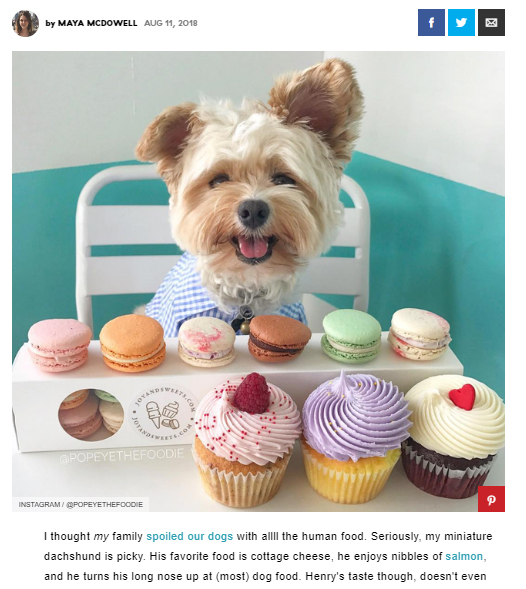 by MAYA MCDOWELL AUG 11, 2018
JOYANDSWEETS.COM
JOYANDSWEETS.COM
@POPEYETHEFOODIE
INSTAGRAM / @POPEYETHEFOODIE
I thought my family spoiled our dogs with allll the human food. Seriously, my miniature
dachshund is picky. His favorite food is cottage cheese, he enjoys nibbles of salmon,
and he turns his long nose up at (most) dog food. Henry's taste though, doesn't even